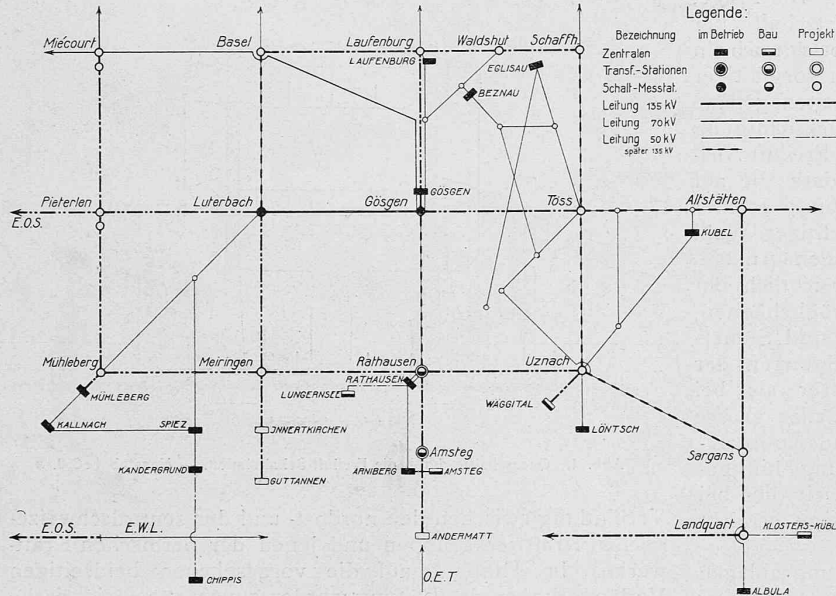 Legende:
Bezeichnung im Betrieb Bau Projekt
Zentralen
Transf.-Stationen
Schalt-Messtat.
Leitung 135 kV
Leitung 70 kV
Leitung 50 kV
später 135 kV
Miécourt Basel Laufenburg Waldshut Schaffh.
LAUFENBURG
EGLISAU
BEZNAU
GÖSGEN
Pieterlen Luterbach Gösgen Töss Altstätten
E.O.S.
KUBEL
Mühleberg Meiringen Rathausen Uznach
RATHAUSEN
LUNGERNSEE
MÜHLEBERG
WÄGGITAL
KALLNACH SPIEZ INNERTKIRCHEN LÖNTSCH
Amsteg Sargans
KANDERGRUND ARNIBERG AMSTEG
GUTTANNEN
E.O.S. E.W.L. Landquart KLOSTERS-KÜBL
ANDERMATT
CHIPPIS O.E.T. ALBULA